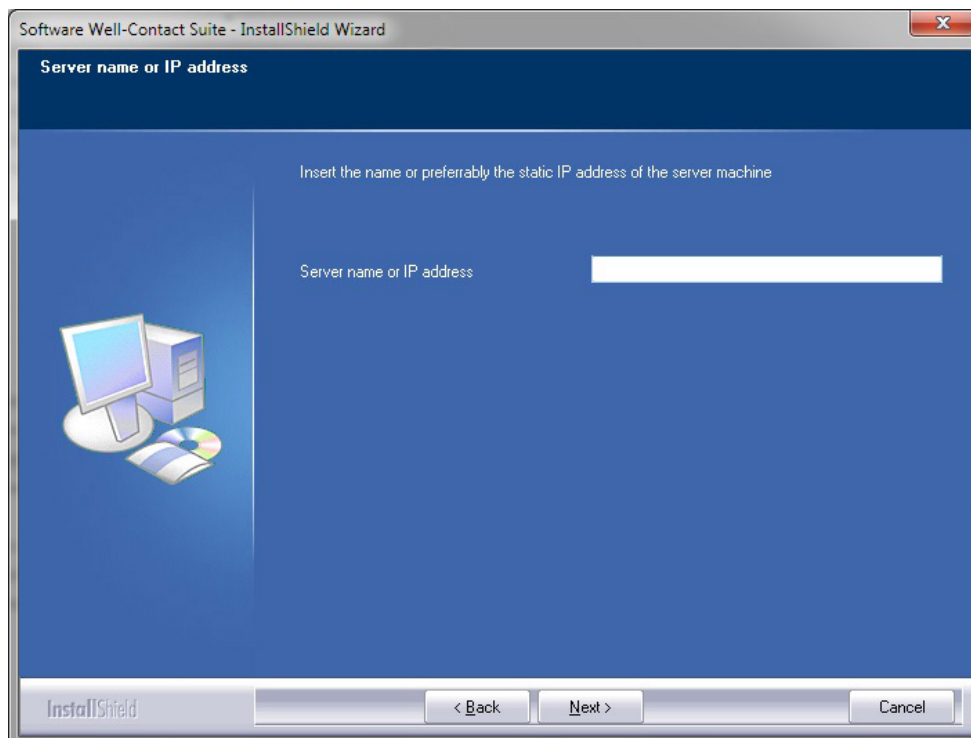 Software Well-Contact Suite - InstallShield Wizard
Server name or IP address
Insert the name or preferrably the static IP address of the server machine
Server name or IP address
InstallShield
< Back
Next >
Cancel